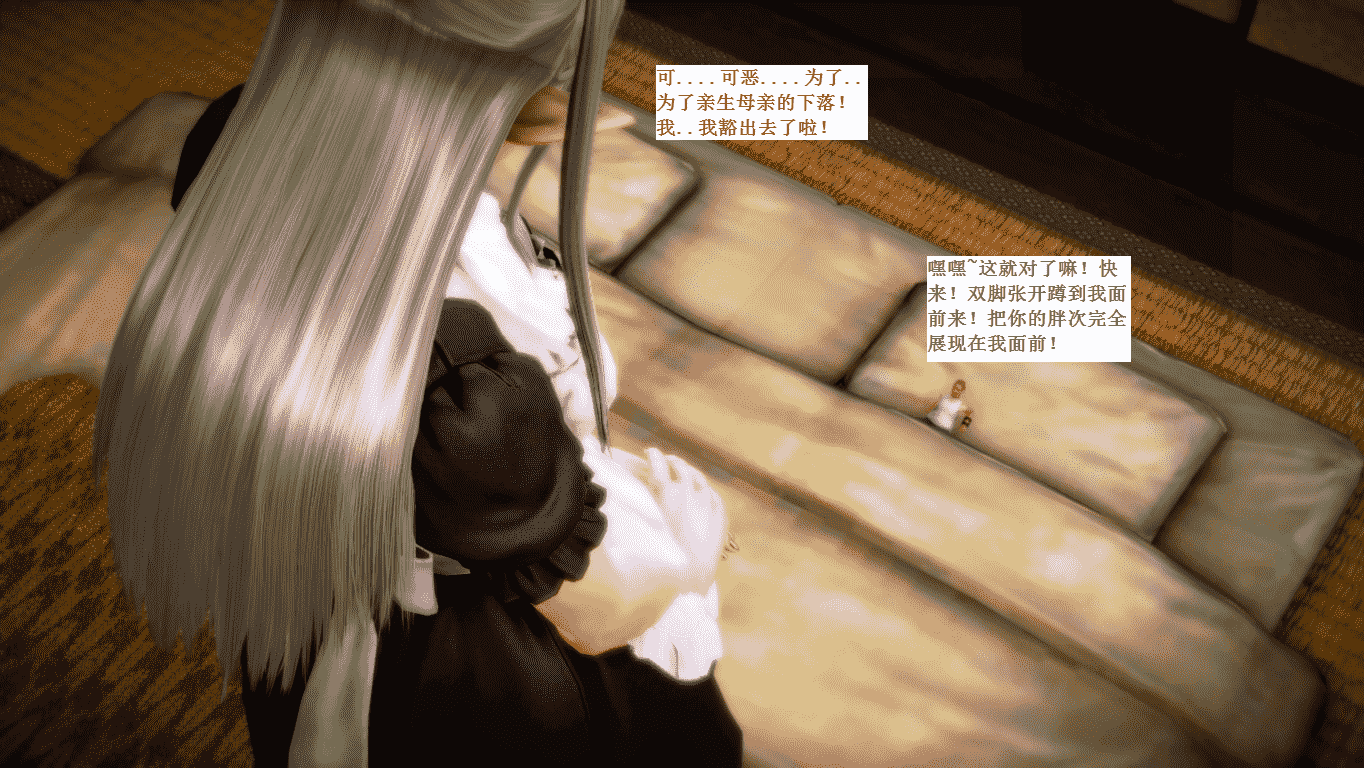 可....可恶....为了..
为了亲生母亲的下落！
我..我豁出去了啦！
嘿嘿~这就对了嘛！快
来！双脚张开蹲到我面
前来！把你的胖次完全
展现在我面前！